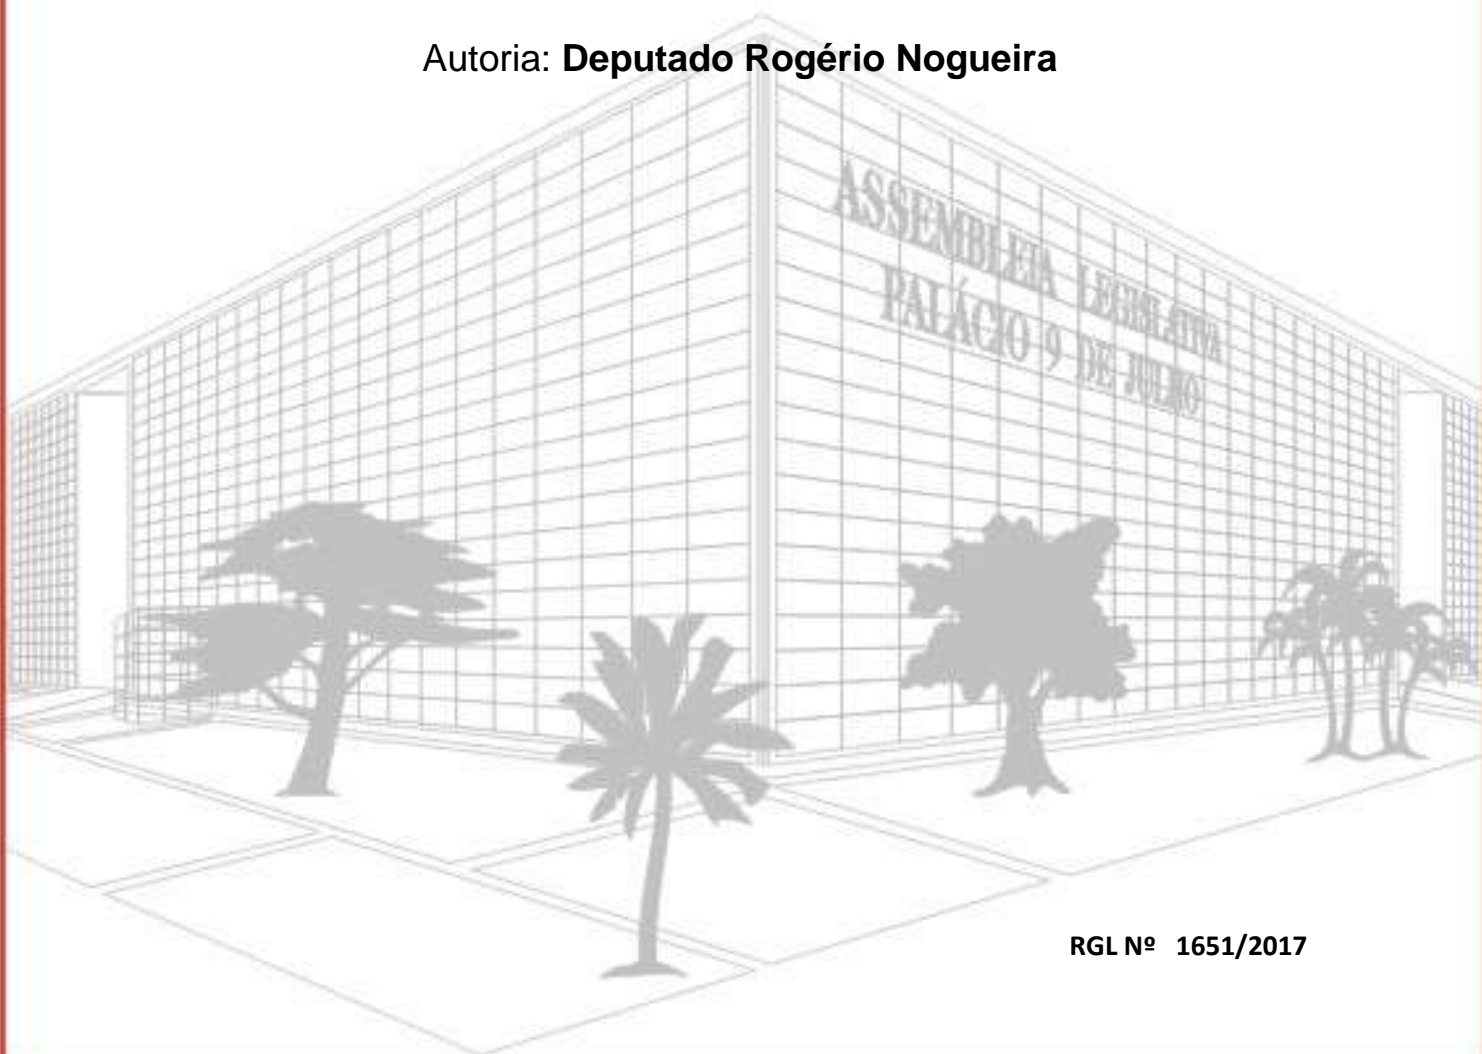 Autoria: Deputado Rogério Nogueira
ASSEMBLEIA LEGISLATIVA
PALÁCIO 9 DE JULHO
RGL Nº 1651/2017